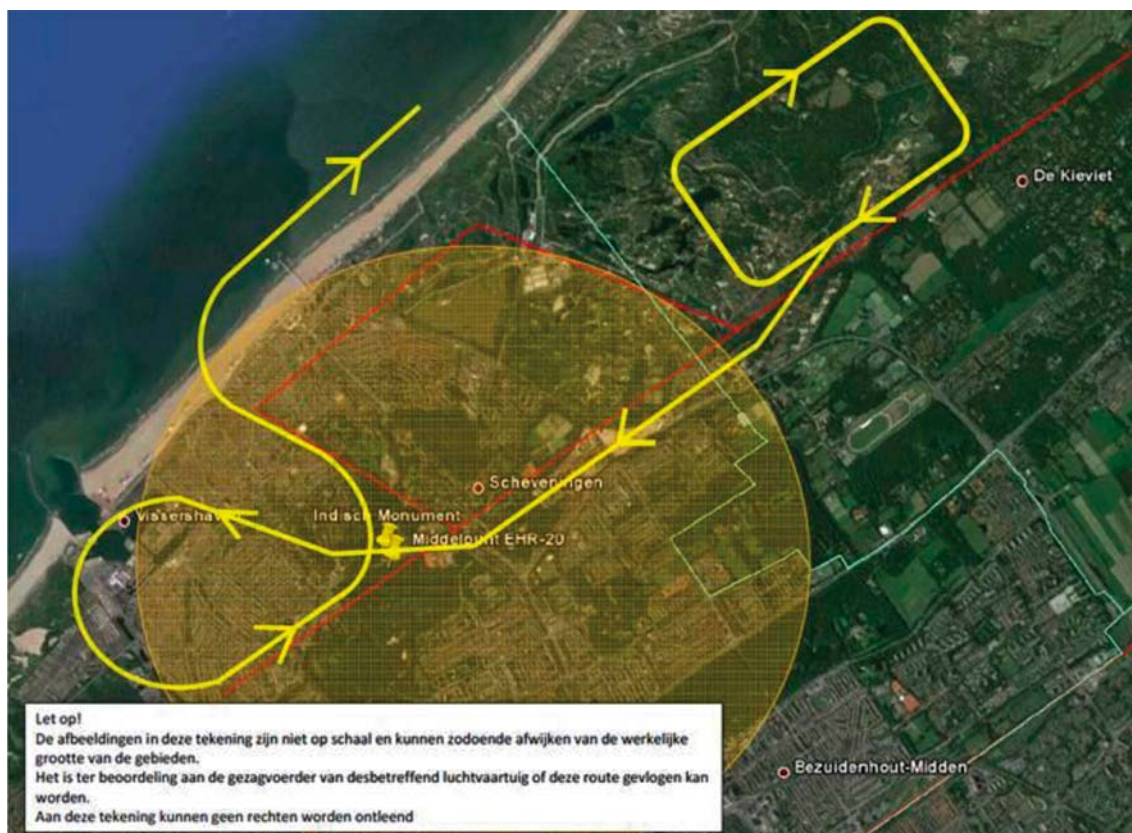 De Kieviet
Scheveningen
Indisch Monument
Middelpunt EHR-20
Bezuidenhout-Midden
Let op!
De afbeeldingen in deze tekening zijn niet op schaal en kunnen zodoende afwijken van de werkelijke
grootte van de gebieden.
Het is ter beoordeling aan de gezagvoerder van desbetreffend luchtvaartuig of deze route gevlogen kan
worden.
Aan deze tekening kunnen geen rechten worden ontleend